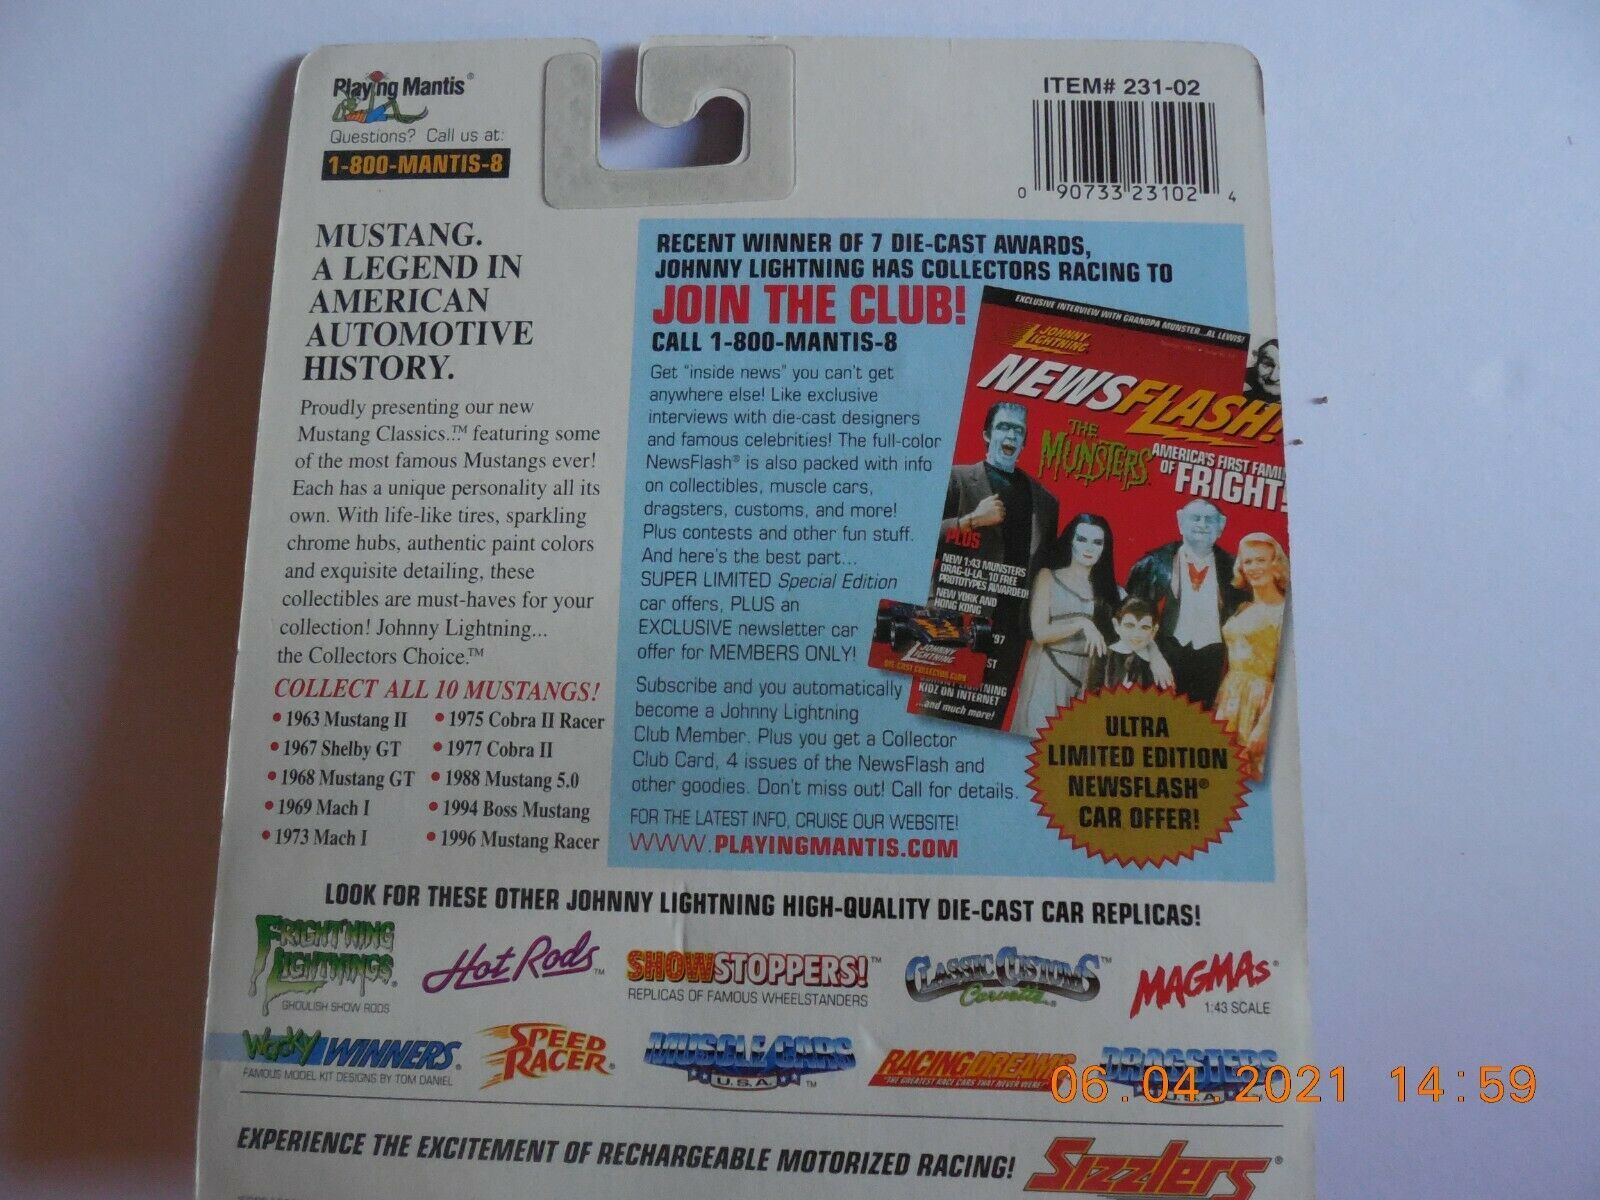 Playing Mantis®
Questions? Call us at:
1-800-MANTIS-8
ITEM# 231-02
0 90733 23102 4
MUSTANG.
A LEGEND IN
AMERICAN
AUTOMOTIVE
HISTORY.
Proudly presenting our new
Mustang Classics...™ featuring some
of the most famous Mustangs ever!
Each has a unique personality all its
own. With life-like tires, sparkling
chrome hubs, authentic paint colors
and exquisite detailing, these
collectibles are must-haves for your
collection! Johnny Lightning...
the Collectors Choice.™
COLLECT ALL 10 MUSTANGS!
• 1963 Mustang II
• 1967 Shelby GT
• 1968 Mustang GT
• 1969 Mach I
• 1973 Mach I
• 1975 Cobra II Racer
• 1977 Cobra II
• 1988 Mustang 5.0
• 1994 Boss Mustang
• 1996 Mustang Racer
RECENT WINNER OF 7 DIE-CAST AWARDS,
JOHNNY LIGHTNING HAS COLLECTORS RACING TO
JOIN THE CLUB!
CALL 1-800-MANTIS-8
Get "inside news" you can't get
anywhere else! Like exclusive
interviews with die-cast designers
and famous celebrities! The full-color
NewsFlash® is also packed with info
on collectibles, muscle cars,
dragsters, customs, and more!
Plus contests and other fun stuff.
And here's the best part...
SUPER LIMITED Special Edition
car offers, PLUS an
EXCLUSIVE newsletter car
offer for MEMBERS ONLY!
Subscribe and you automatically
become a Johnny Lightning
Club Member. Plus you get a Collector
Club Card, 4 issues of the NewsFlash and
other goodies. Don't miss out! Call for details.
FOR THE LATEST INFO, CRUISE OUR WEBSITE!
WWW.PLAYINGMANTIS.COM
EXCLUSIVE INTERVIEW WITH GRANDPA MUNSTER...AL LEWIS!
JOHNNY LIGHTNING
NEWSFLASH!
THE MUNSTERS
AMERICA'S FIRST FAMI
OF FRIGHT!
PLUS
NEW 1:43 MUNSTERS
DRAG-U-LA...10 FREE
PROTOTYPES AWARDED!
NEW YORK AND
HONG KONG
'97
ST
JOHNNY LIGHTNING
DIE-CAST COLLECTOR CLUB
KIDZ ON INTERNET
...and much more!
ULTRA
LIMITED EDITION
NEWSFLASH®
CAR OFFER!
LOOK FOR THESE OTHER JOHNNY LIGHTNING HIGH-QUALITY DIE-CAST CAR REPLICAS!
FRIGHTNING LIGHTNINGS®
GHOULISH SHOW RODS
Hot Rods™
SHOWSTOPPERS!™
REPLICAS OF FAMOUS WHEELSTANDERS
CLASSIC CUSTOMS™
Corvette®
MAGMAs®
1:43 SCALE
Wacky WINNERS®
FAMOUS MODEL KIT DESIGNS BY TOM DANIEL
SPEED RACER®
MUSCLE CARS
U.S.A.™
RACING DREAMS
"THE GREATEST RACE CARS THAT NEVER WERE!"
DRAGSTERS
U.S.A.
06.04.2021 14:59
EXPERIENCE THE EXCITEMENT OF RECHARGEABLE MOTORIZED RACING!
Sizzlers®